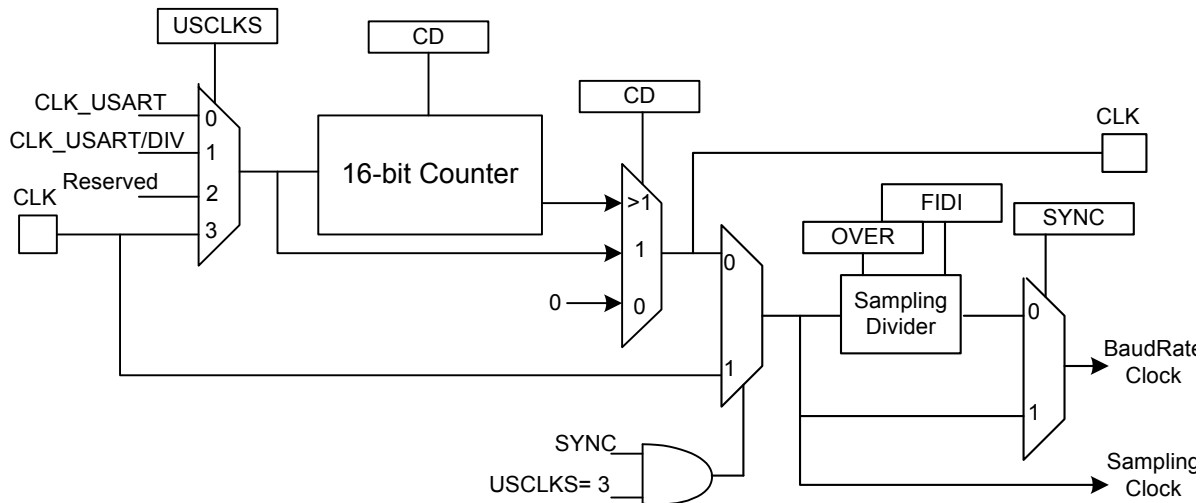 USCLKS
CD
CLK_USART
CLK_USART/DIV
Reserved
CLK
0
1
2
3
16-bit Counter
CD
>1
1
0
0
CLK
0
1
FIDI
OVER
SYNC
Sampling
Divider
0
1
BaudRate
Clock
SYNC
USCLKS= 3
Sampling
Clock